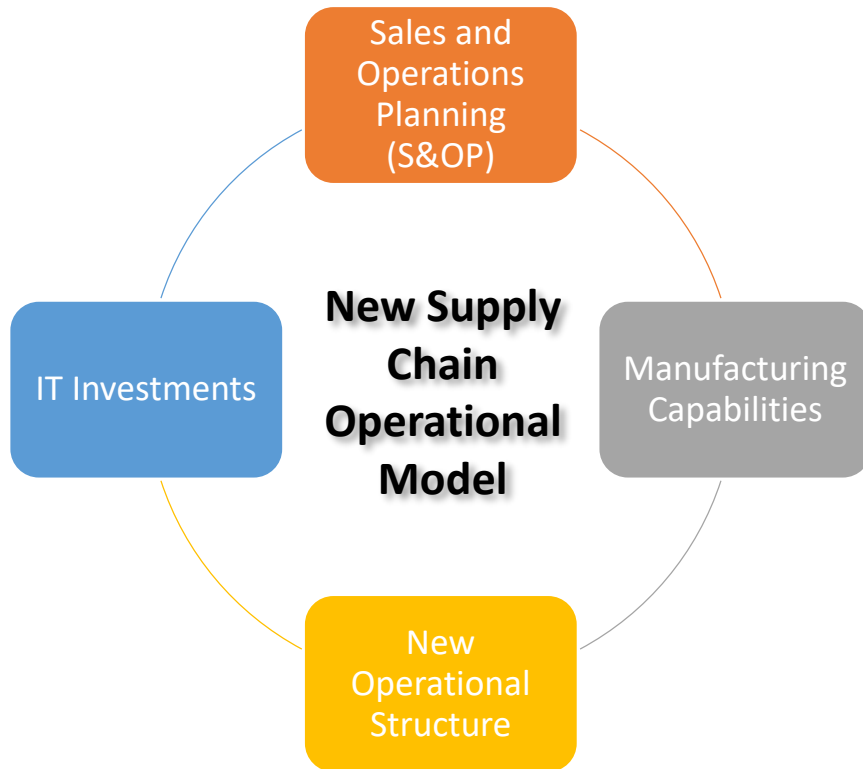 Sales and
Operations
Planning
(S&OP)
IT Investments
New Supply
Chain
Operational
Model
Manufacturing
Capabilities
New
Operational
Structure